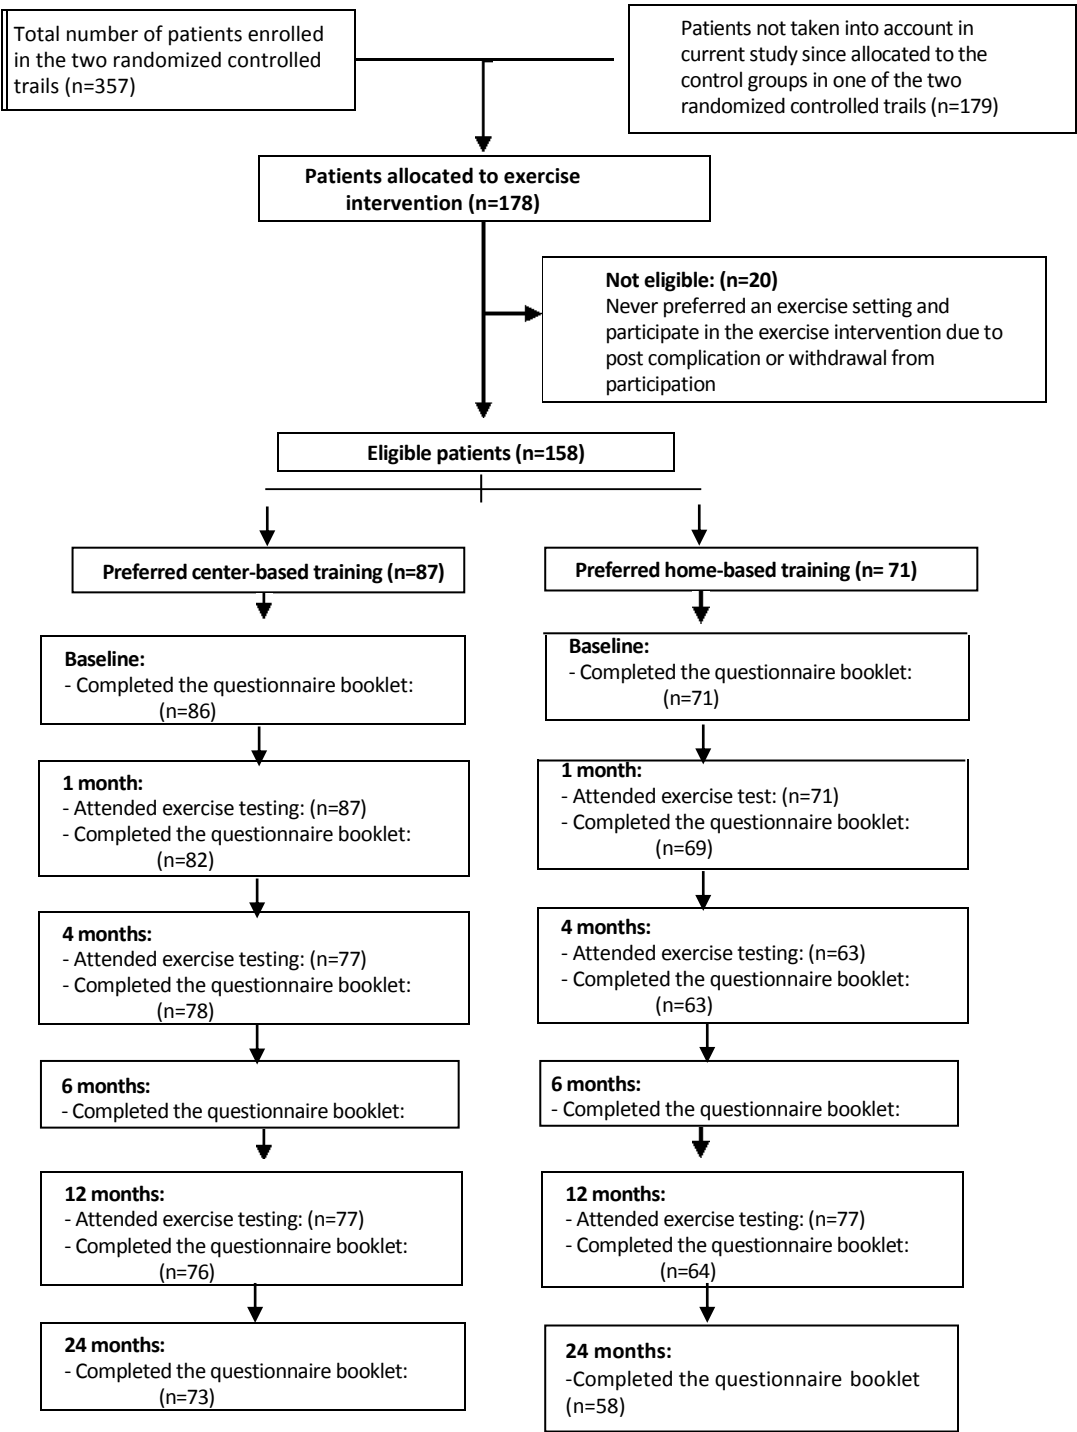 Total number of patients enrolled
in the two randomized controlled
trails (n=357)
Patients not taken into account in
current study since allocated to the
control groups in one of the two
randomized controlled trails (n=179)
Patients allocated to exercise
intervention (n=178)
Not eligible: (n=20)
Never preferred an exercise setting and
participate in the exercise intervention due to
post complication or withdrawal from
participation
Eligible patients (n=158)
Preferred center-based training (n=87)
Preferred home-based training (n= 71)
Baseline:
- Completed the questionnaire booklet:
(n=86)
Baseline:
- Completed the questionnaire booklet:
(n=71)
1 month:
- Attended exercise testing: (n=87)
- Completed the questionnaire booklet:
(n=82)
1 month:
- Attended exercise test: (n=71)
- Completed the questionnaire booklet:
(n=69)
4 months:
- Attended exercise testing: (n=77)
- Completed the questionnaire booklet:
(n=78)
4 months:
- Attended exercise testing: (n=63)
- Completed the questionnaire booklet:
(n=63)
6 months:
- Completed the questionnaire booklet:
6 months:
- Completed the questionnaire booklet:
12 months:
- Attended exercise testing: (n=77)
- Completed the questionnaire booklet:
(n=76)
12 months:
- Attended exercise testing: (n=77)
- Completed the questionnaire booklet:
(n=64)
24 months:
- Completed the questionnaire booklet:
(n=73)
24 months:
-Completed the questionnaire booklet
(n=58)